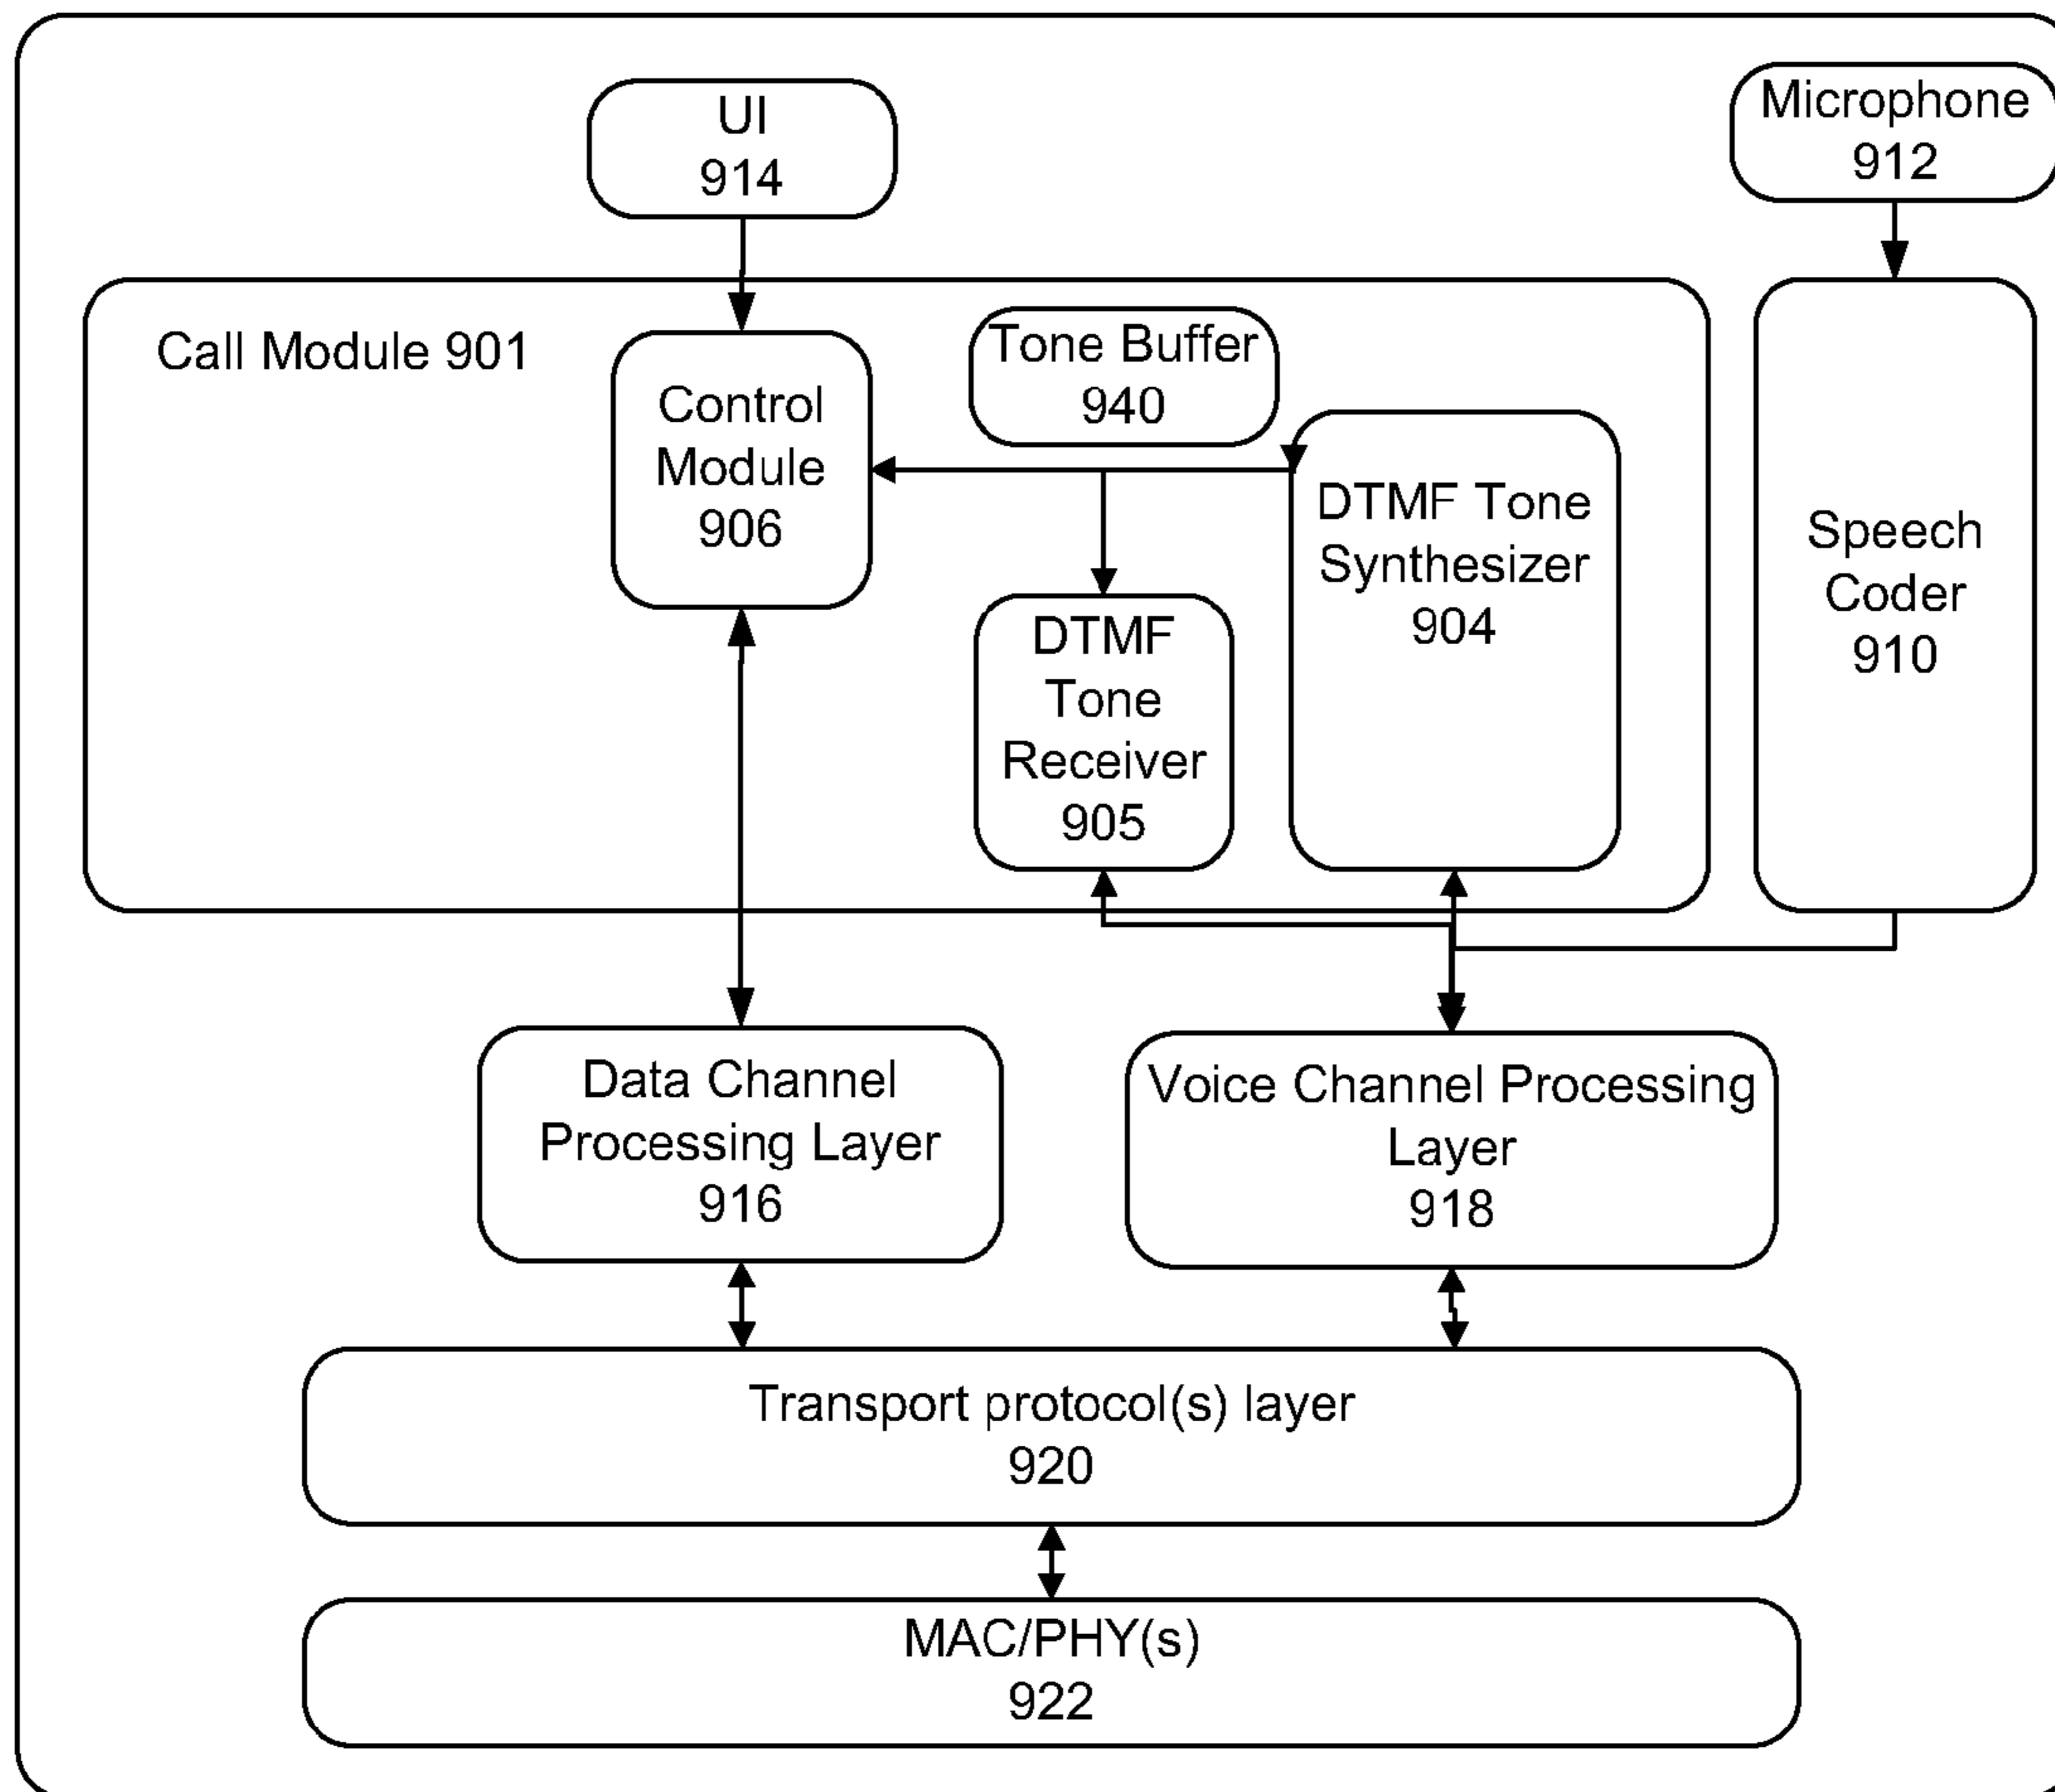 UI
914
Microphone
912
Call Module 901
Tone Buffer
940
Control
Module
906
DTMF Tone
Synthesizer
904
Speech
Coder
910
DTMF
Tone
Receiver
905
Data Channel
Processing Layer
916
Voice Channel Processing
Layer
918
Transport protocol(s) layer
920
MAC/PHY(s)
922